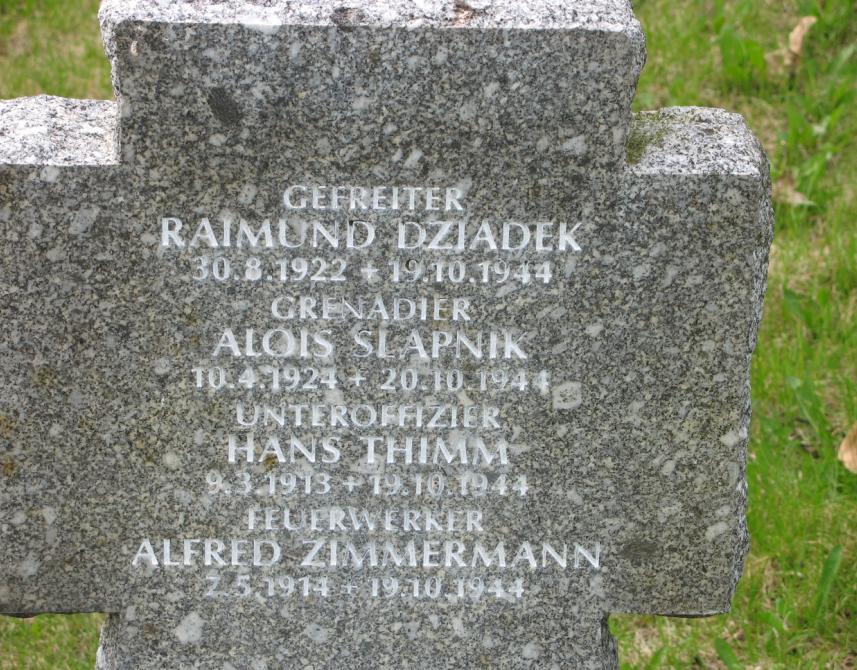 GEFREITER
RAIMUND DZIADEK
30.8.1922 + 19.10.1944
GRENADIER
ALOIS SLAPNIK
10.4.1924 + 20.10.1944
UNTEROFFIZIER
HANS THIMM
9.3.1913 + 19.10.1944
FEUERWERKER
ALFRED ZIMMERMANN
2.5.1914 + 19.10.1944